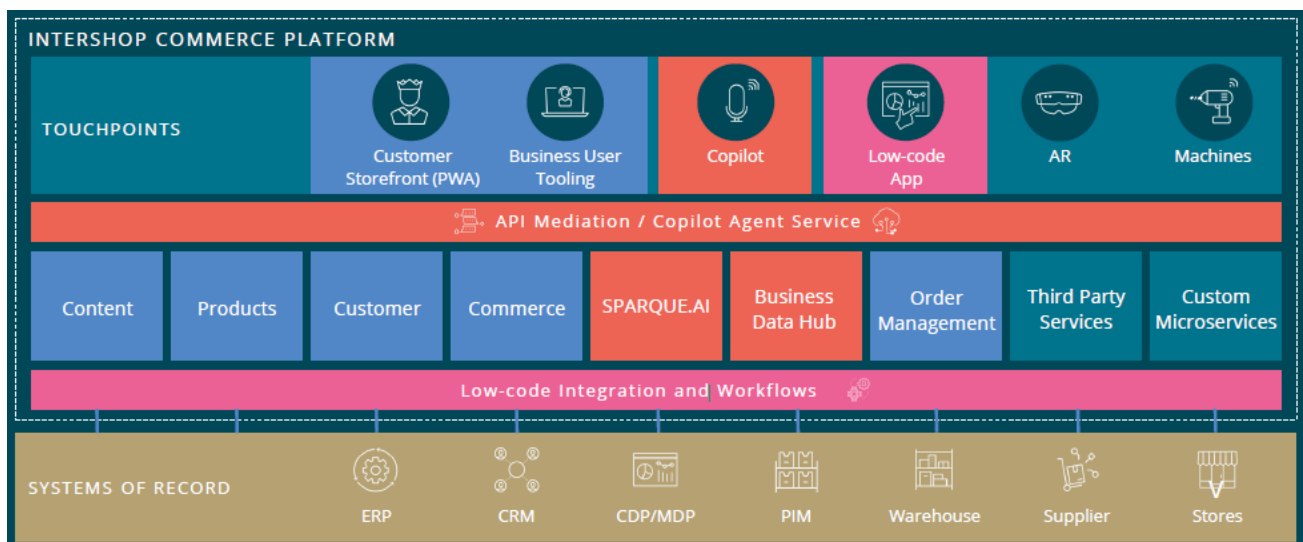 INTERSHOP COMMERCE PLATFORM
TOUCHPOINTS
Customer
Storefront (PWA)
Business User
Tooling
Copilot
Low-code
App
AR
Machines
API Mediation / Copilot Agent Service
Content
Products
Customer
Commerce
SPARQUE.AI
Business
Data Hub
Order
Management
Third Party
Services
Custom
Microservices
Low-code Integration and Workflows
SYSTEMS OF RECORD
ERP
CRM
CDP/MDP
PIM
Warehouse
Supplier
Stores